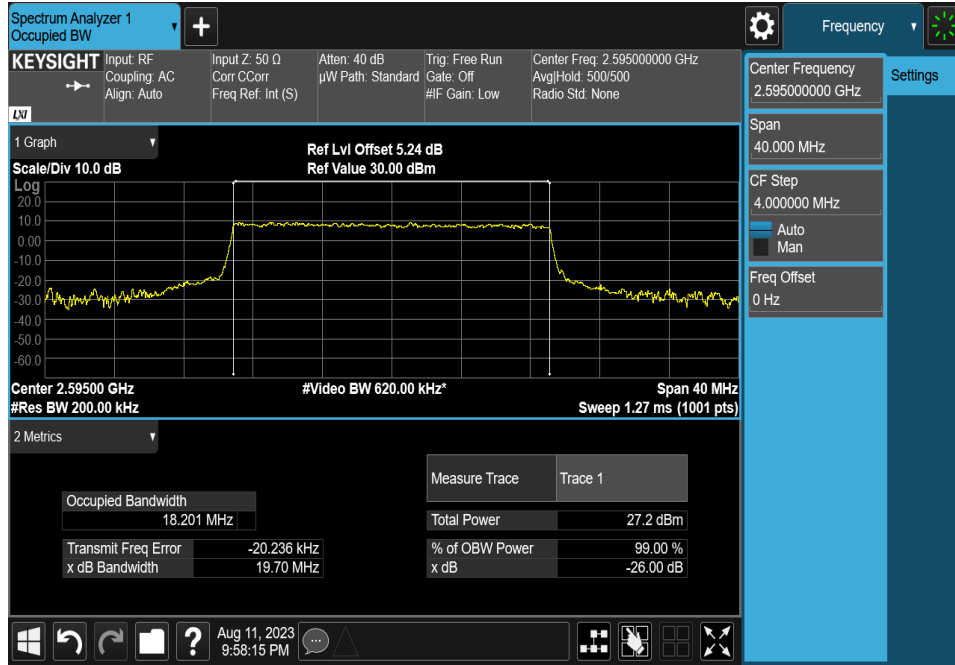 Spectrum Analyzer 1
Occupied BW
+
Frequency
KEYSIGHT
LXI
Input: RF
Coupling: AC
Align: Auto
Input Z: 50 Ω
Corr CCorr
Freq Ref: Int (S)
Atten: 40 dB
µW Path: Standard
Trig: Free Run
Gate: Off
#IF Gain: Low
Center Freq: 2.595000000 GHz
Avg|Hold: 500/500
Radio Std: None
Center Frequency
2.595000000 GHz
Settings
Span
40.000 MHz
CF Step
4.000000 MHz
Auto
Man
Freq Offset
0 Hz
1 Graph
Scale/Div 10.0 dB
Ref Lvl Offset 5.24 dB
Ref Value 30.00 dBm
Log
20.0
10.0
0.00
-10.0
-20.0
-30.0
-40.0
-50.0
-60.0
Center 2.59500 GHz
#Video BW 620.00 kHz*
Span 40 MHz
#Res BW 200.00 kHz
Sweep 1.27 ms (1001 pts)
2 Metrics
Measure Trace Trace 1
Occupied Bandwidth
18.201 MHz
Total Power 27.2 dBm
Transmit Freq Error -20.236 kHz
% of OBW Power 99.00 %
x dB Bandwidth 19.70 MHz
x dB -26.00 dB
?
Aug 11, 2023
9:58:15 PM